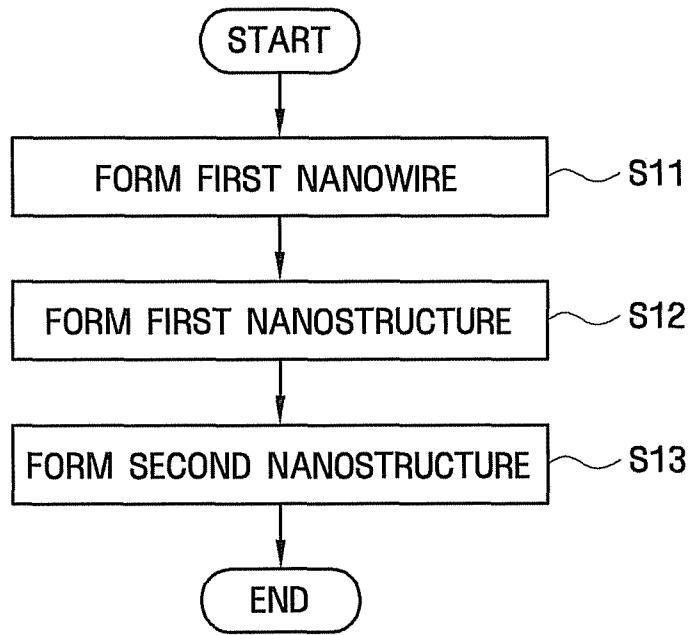 START
FORM FIRST NANOWIRE
S11
FORM FIRST NANOSTRUCTURE
S12
FORM SECOND NANOSTRUCTURE
S13
END